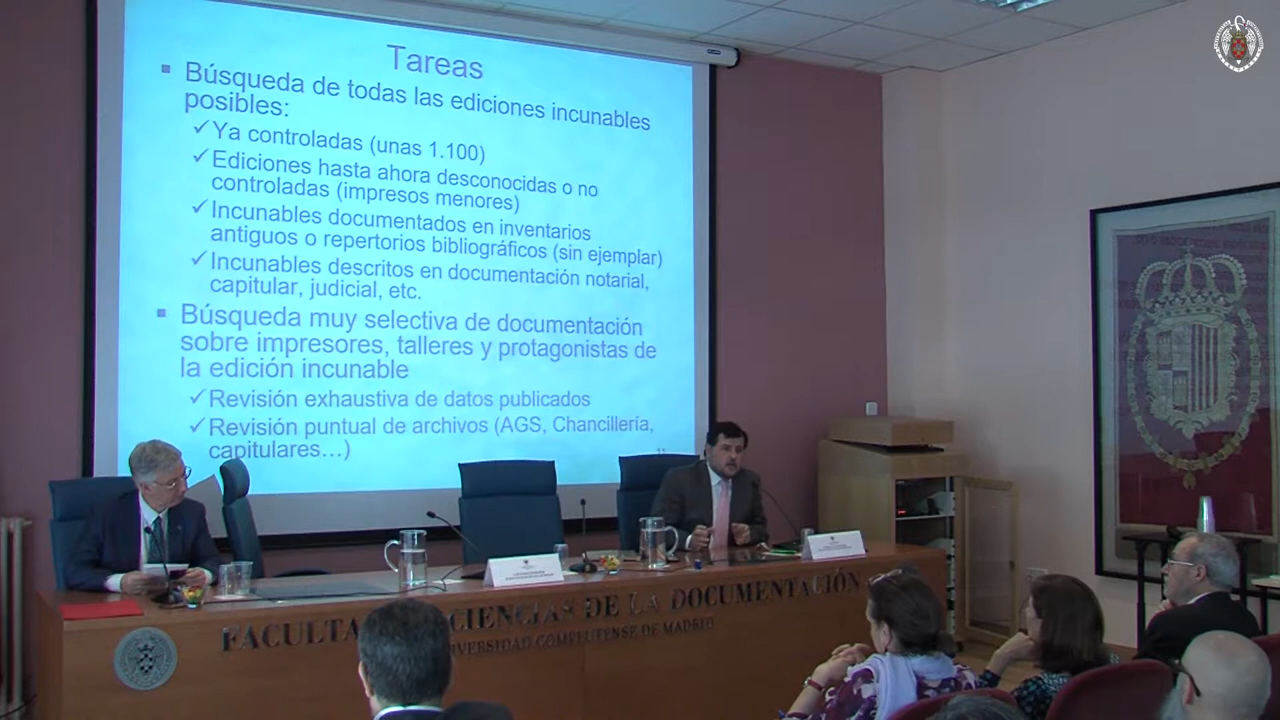 Tareas
▪ Búsqueda de todas las ediciones incunables
posibles:
✓Ya controladas (unas 1.100)
✓Ediciones hasta ahora desconocidas o no
controladas (impresos menores)
✓Incunables documentados en inventarios
antiguos o repertorios bibliográficos (sin ejemplar)
✓Incunables descritos en documentación notarial,
capitular, judicial, etc.
▪ Búsqueda muy selectiva de documentación
sobre impresores, talleres y protagonistas de
la edición incunable
✓Revisión exhaustiva de datos publicados
✓Revisión puntual de archivos (AGS, Chancillería,
capitulares…)
FACULTA CIENCIAS DE LA DOCUMENTACIÓN
VERSIDAD COMPLUTENSE DE MADRID